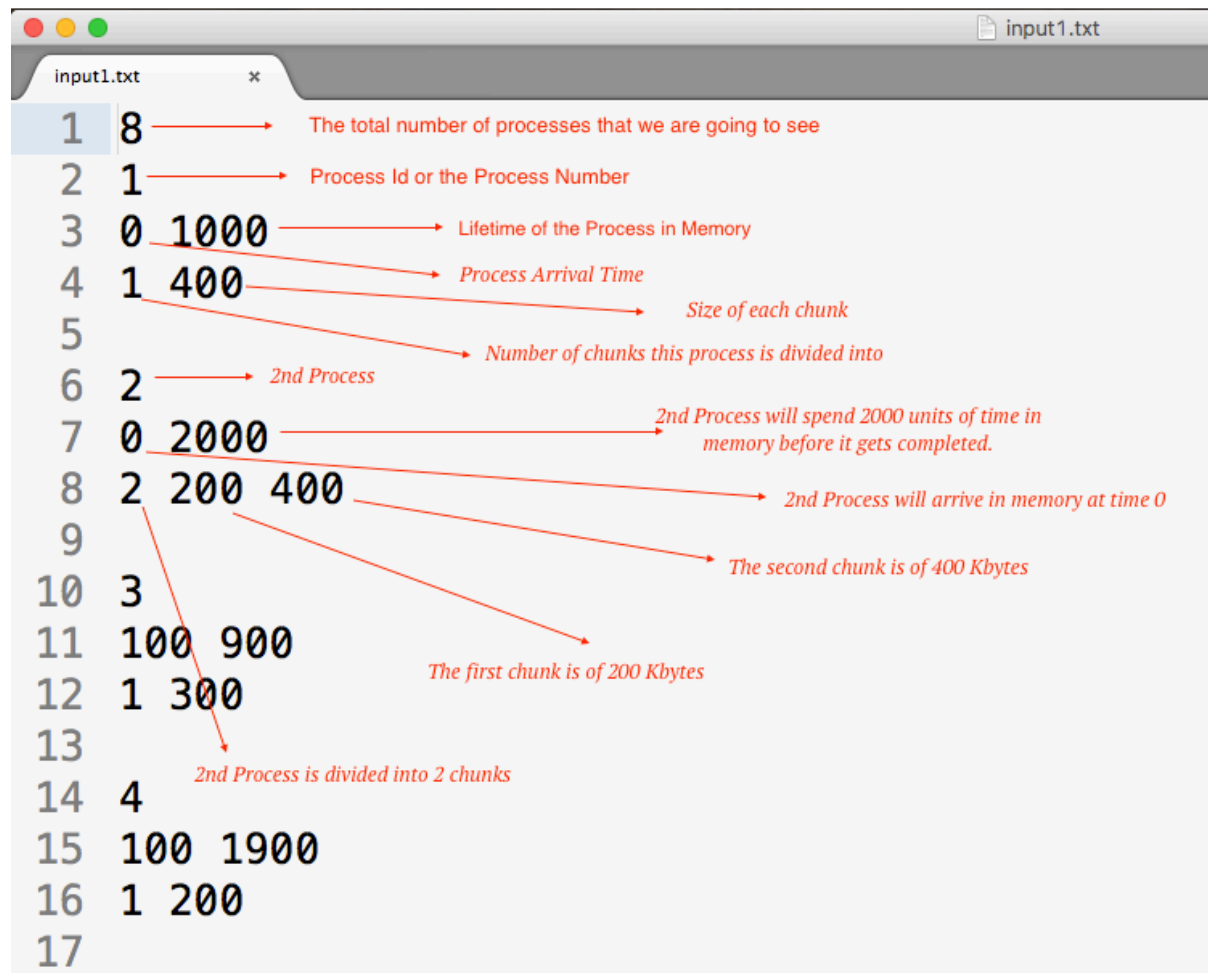 input1.txt
input1.txt ×
1 8 The total number of processes that we are going to see
2 1 Process Id or the Process Number
3 0 1000 Lifetime of the Process in Memory
Process Arrival Time
4 1 400
Size of each chunk
5
Number of chunks this process is divided into
6 2 2nd Process
7 0 2000
2nd Process will spend 2000 units of time in
memory before it gets completed.
8 2 200 400
2nd Process will arrive in memory at time 0
9
The second chunk is of 400 Kbytes
10 3
11 100 900
The first chunk is of 200 Kbytes
12 1 300
13
2nd Process is divided into 2 chunks
14 4
15 100 1900
16 1 200
17